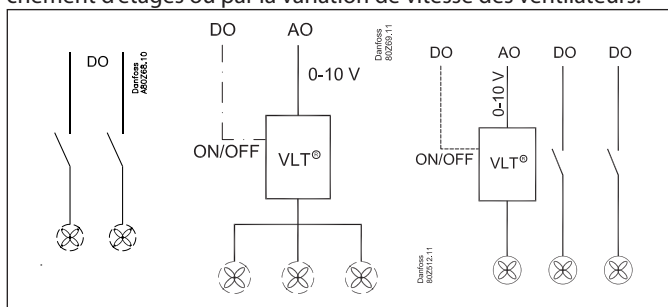 chement d'étages ou par la variation de vitesse des ventilateurs.
DO
Danfoss
A80Z68.10
DO
AO
0-10 V
Danfoss
80Z69.11
ON/OFF
VLT®
DO
AO
DO
DO
0-10 V
ON/OFF
VLT®
Danfoss
80Z512.11